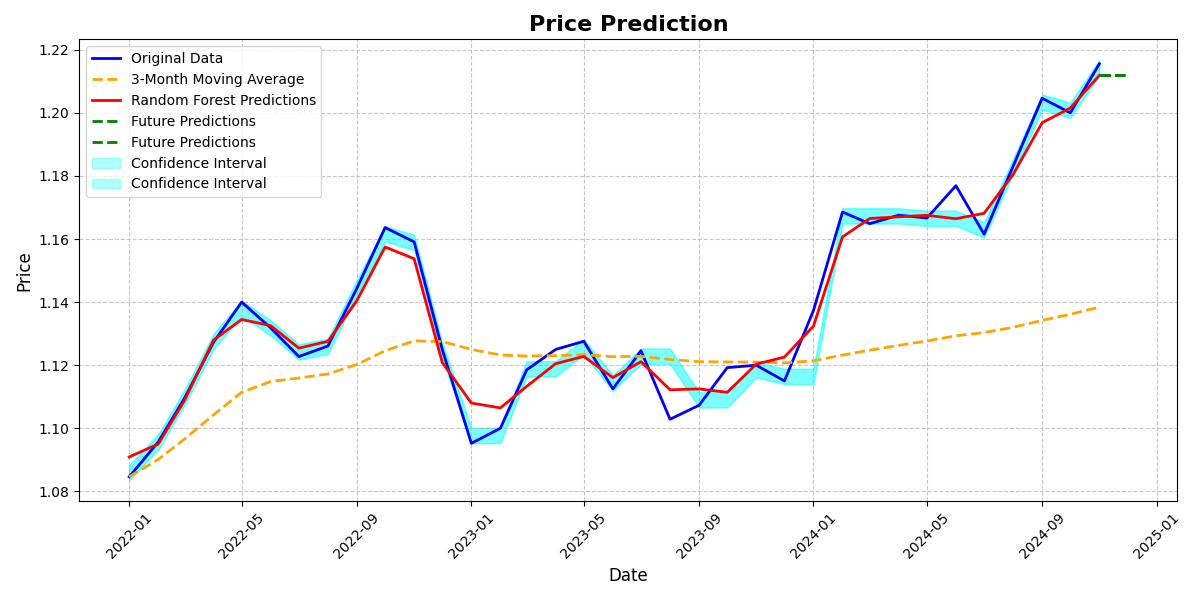 Price Prediction
Original Data
3-Month Moving Average
Random Forest Predictions
Future Predictions
Future Predictions
Confidence Interval
Confidence Interval
Price
1.22
1.20
1.18
1.16
1.14
1.12
1.10
1.08
2022-01
2022-05
2022-09
2023-01
2023-05
2023-09
2024-01
2024-05
2024-09
2025-01
Date